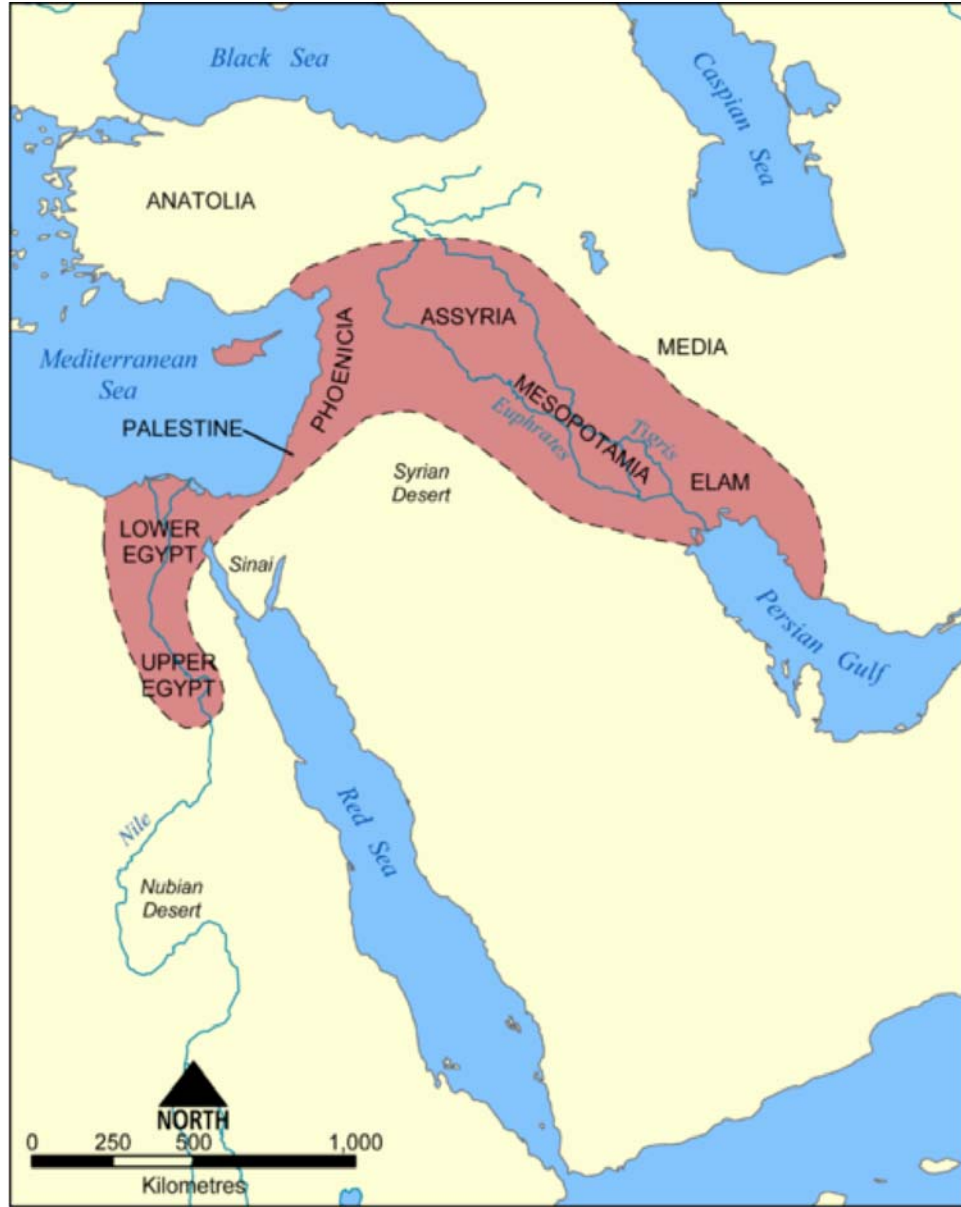 Black Sea
Caspian
Sea
ANATOLIA
ASSYRIA
MEDIA
PHOENICIA
Mediterranean
Sea
MESOPOTAMIA
Euphrates
Tigris
PALESTINE
ELAM
Syrian
Desert
LOWER
EGYPT
Sinai
Persian Gulf
UPPER
EGYPT
Red Sea
Nile
Nubian
Desert
NORTH
0 250 500 1,000
Kilometres